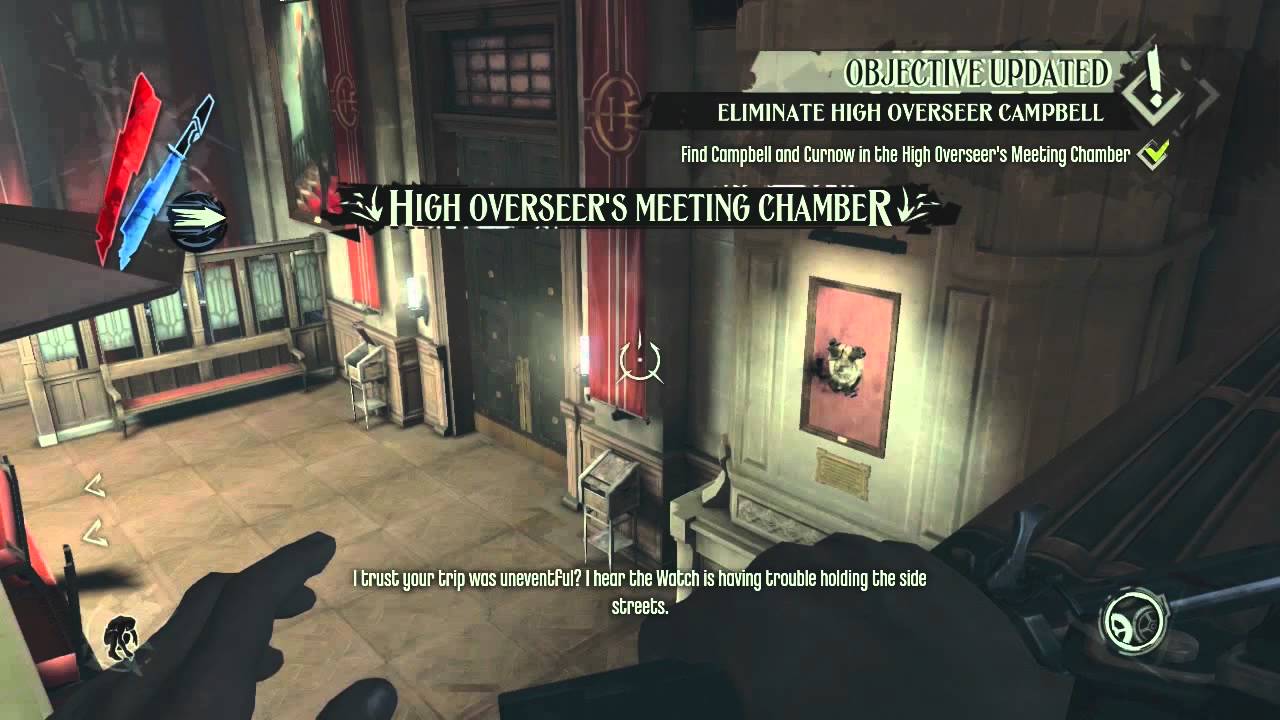 OBJECTIVE UPDATED
ELIMINATE HIGH OVERSEER CAMPBELL
Find Campbell and Curnow in the High Overseer's Meeting Chamber
HIGH OVERSEER'S MEETING CHAMBER
I trust your trip was uneventful? I hear the Watch is having trouble holding the side
streets.